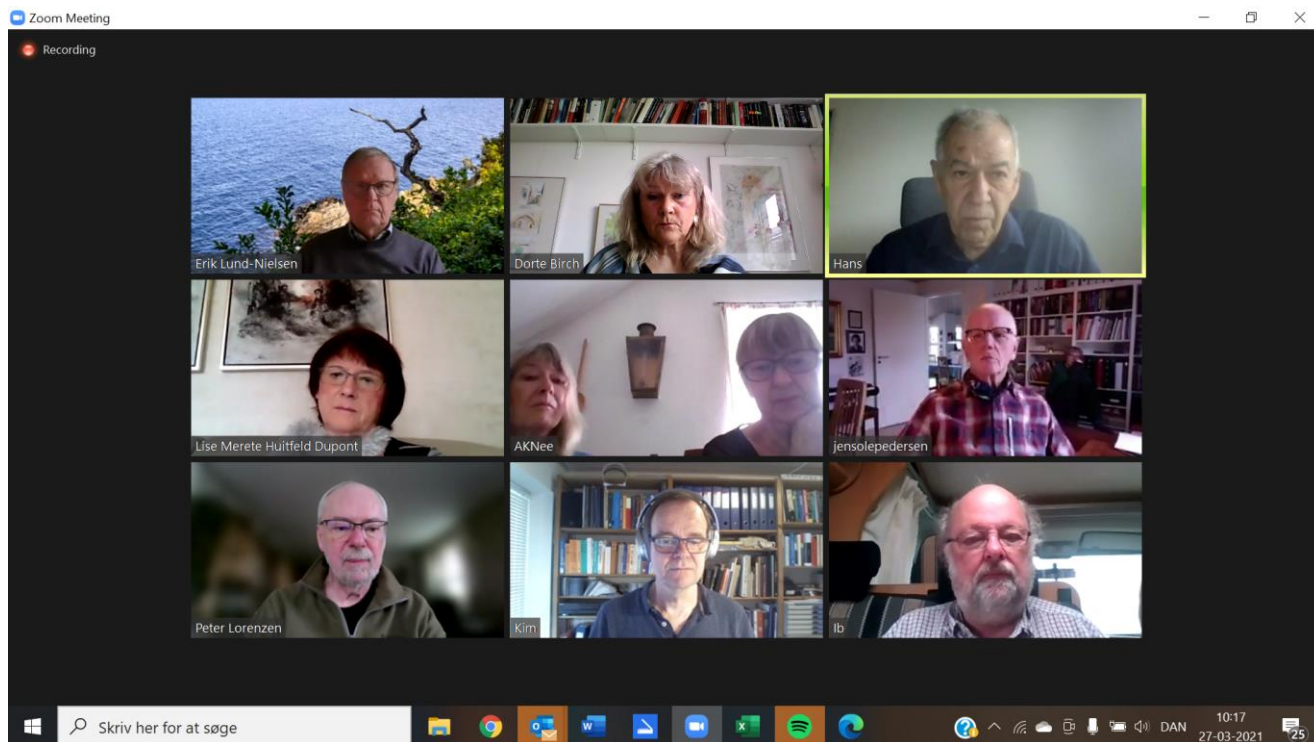 Zoom Meeting
Recording
Erik Lund-Nielsen
Dorte Birch
Hans
Lise Merete Huitfeld Dupont
AKNee
jensolepedersen
Peter Lorenzen
Kim
Ib
Skriv her for at søge
DAN
10:17
27-03-2021
25